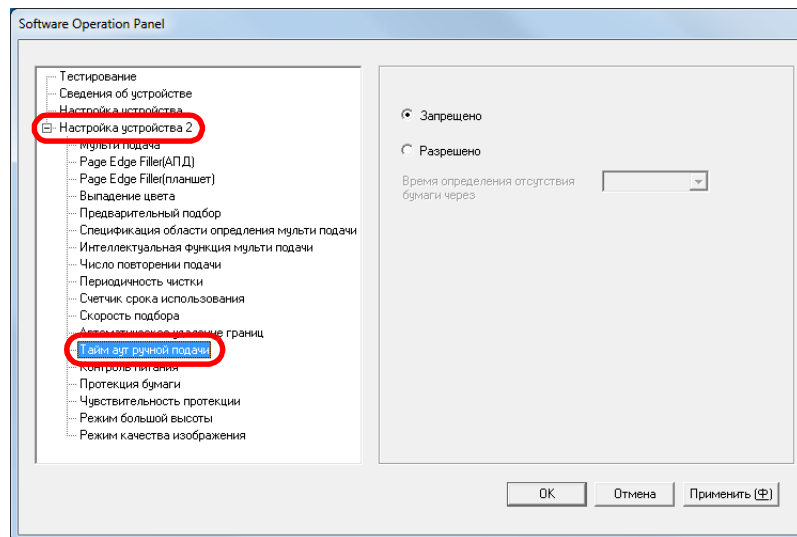 Software Operation Panel
Тестирование
Сведения об устройстве
Настройка устройства
Настройка устройства 2
Мульти подача
Page Edge Filler(АПД)
Page Edge Filler(планшет)
Выпадение цвета
Предварительный подбор
Спецификация области опредления мульти подачи
Интеллектуальная функция мульти подачи
Число повторении подачи
Периодичность чистки
Счетчик срока использования
Скорость подбора
Автоматическое удаление границ
Тайм аут ручной подачи
Контроль питания
Протекция бумаги
Чувствительность протекции
Режим большой высоты
Режим качества изображения
Запрещено
Разрешено
Время определения отсутствия
бумаги через
OK
Отмена
Применить (Ф)